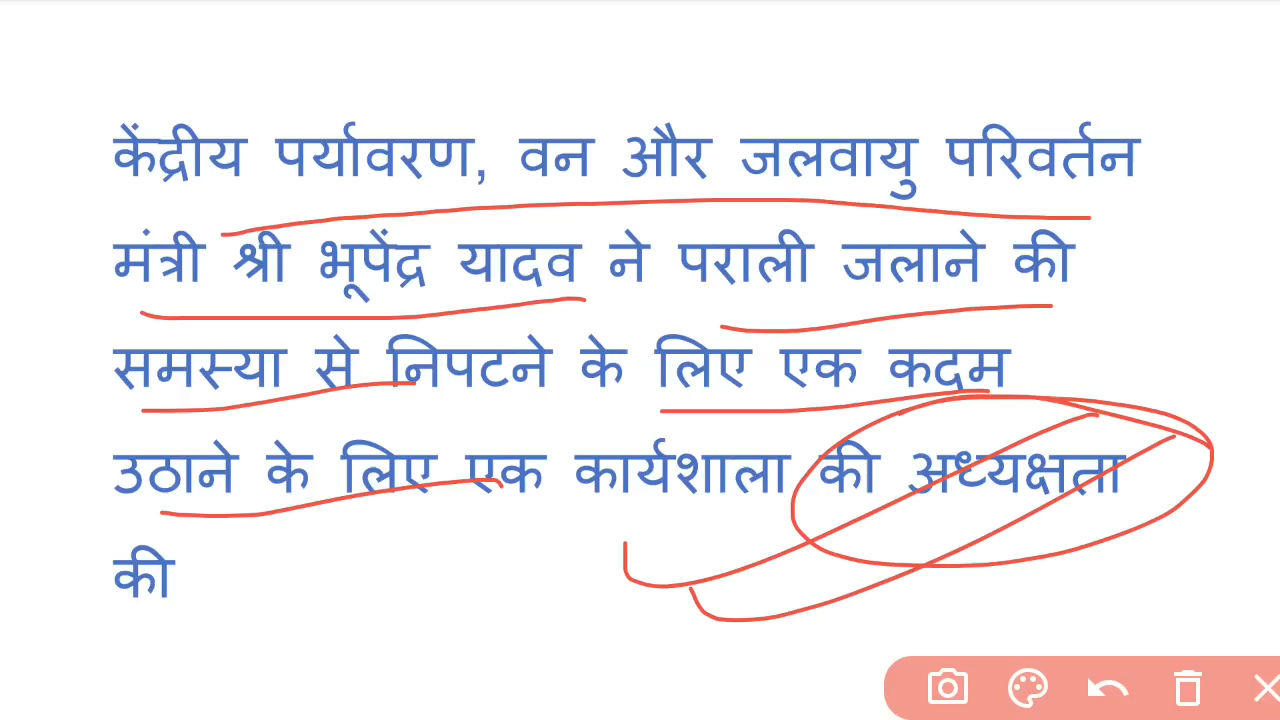 केंद्रीय पर्यावरण, वन और जलवायु परिवर्तन
मंत्री श्री भूपेंद्र यादव ने पराली जलाने की
समस्या से निपटने के लिए एक कदम
उठाने के लिए एक कार्यशाला की अध्यक्षता
की